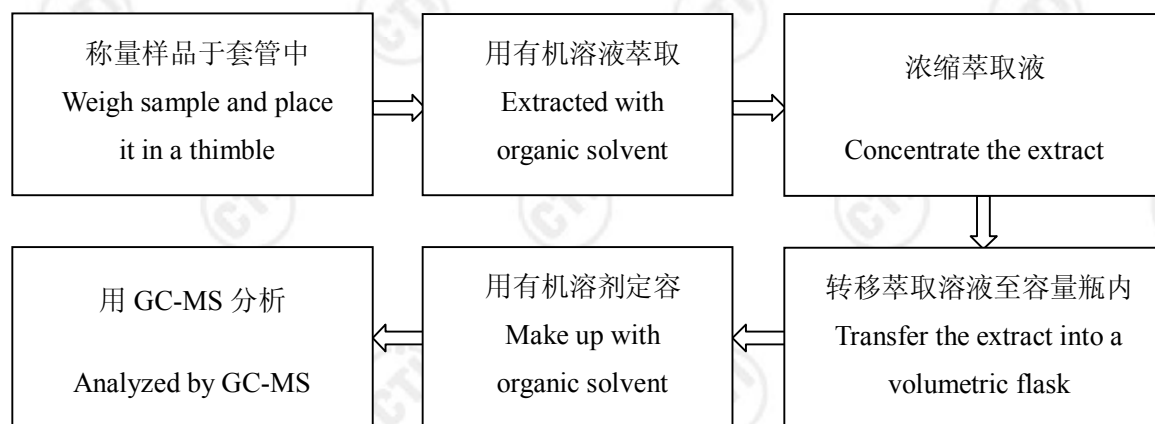 称量样品于套管中
Weigh sample and place
it in a thimble
用有机溶液萃取
Extracted with
organic solvent
浓缩萃取液
Concentrate the extract
转移萃取溶液至容量瓶内
Transfer the extract into a
volumetric flask
用有机溶剂定容
Make up with
organic solvent
用 GC-MS 分析
Analyzed by GC-MS
CTI
CTI
CTI